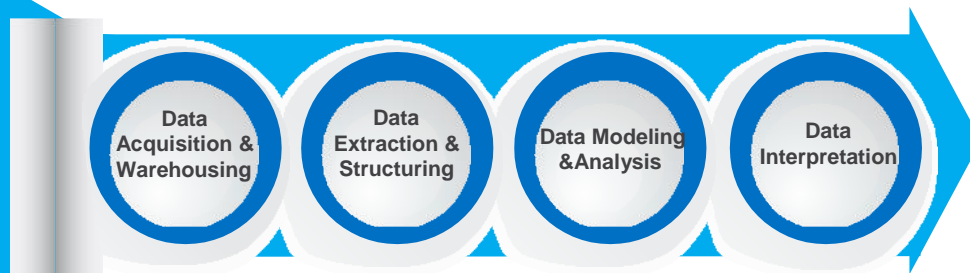 Data
Acquisition &
Warehousing
Data
Extraction &
Structuring
Data Modeling
&Analysis
Data
Interpretation